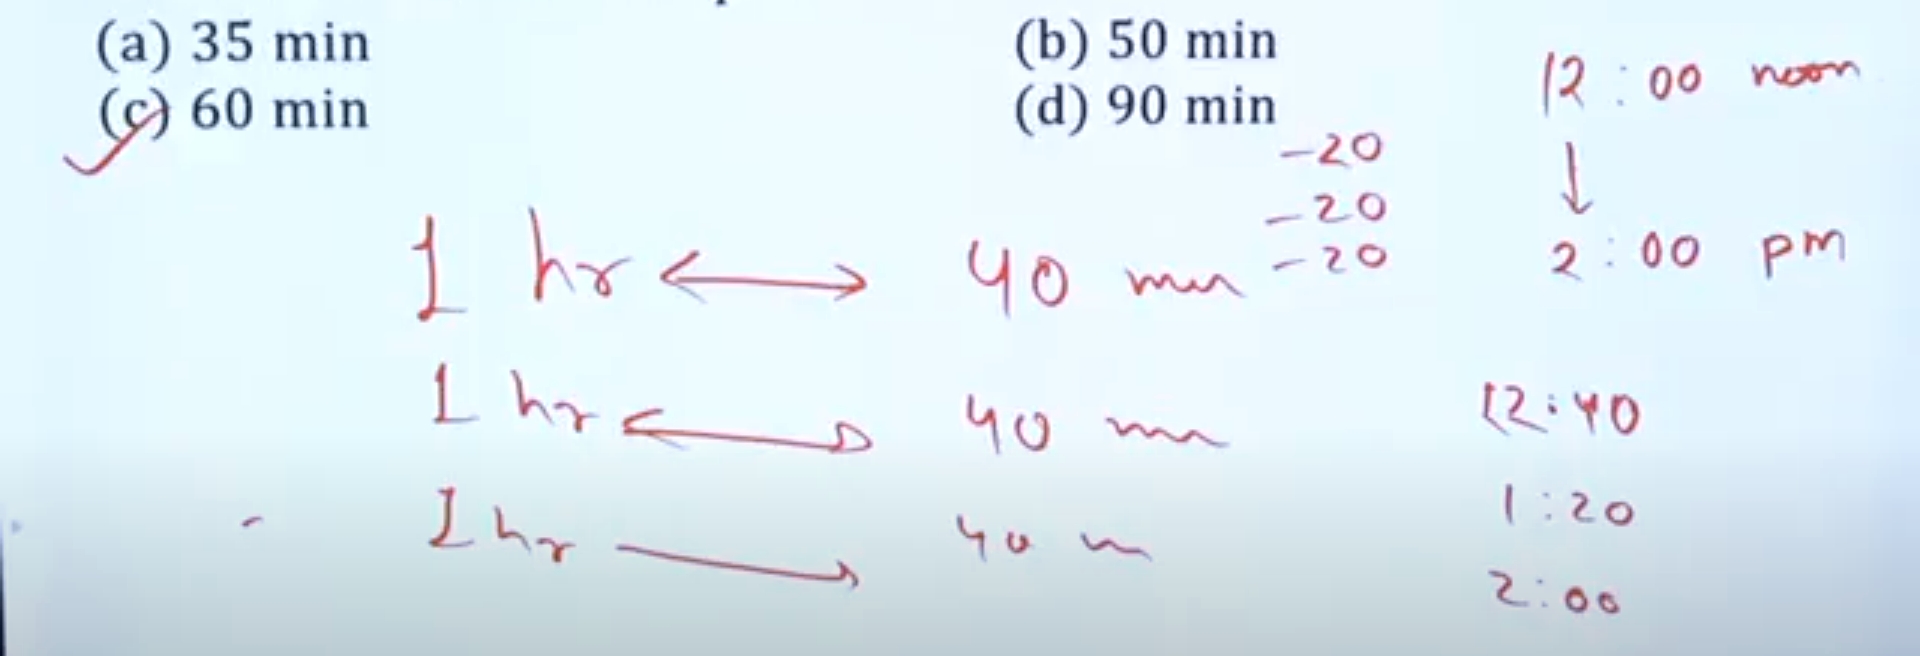 (a) 35 min (b) 50 min
(c) 60 min (d) 90 min
12:00 noon
↓
2:00 pm
-20
-20
-20
1 hr ↔ 40 min
1 hr ↔ 40 mn
1 hr → 40 m
12:40
1:20
2:00